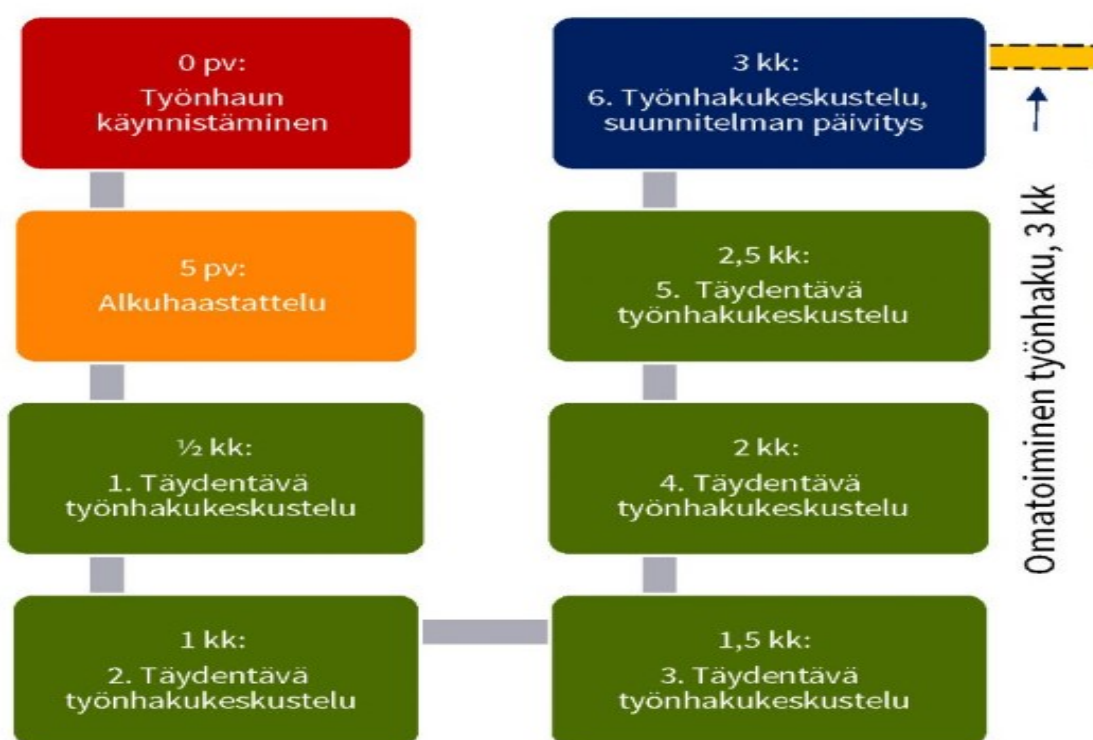 0 pv:
Työnhaun
käynnistäminen
5 pv:
Alkuhaastattelu
½ kk:
1. Täydentävä
työnhakukeskustelu
1 kk:
2. Täydentävä
työnhakukeskustelu
1,5 kk:
3. Täydentävä
työnhakukeskustelu
2 kk:
4. Täydentävä
työnhakukeskustelu
2,5 kk:
5. Täydentävä
työnhakukeskustelu
3 kk:
6. Työnhakukeskustelu,
suunnitelman päivitys
Omatoiminen työnhaku, 3 kk